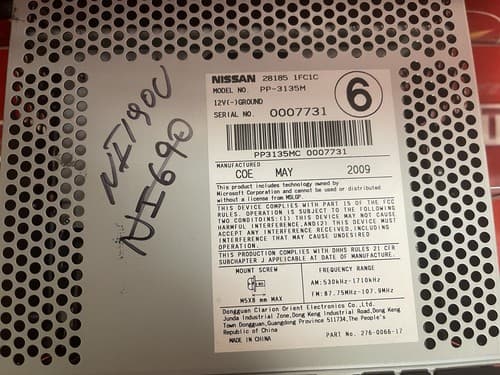 NI190U
NI690
NISSAN 28185 1FC1C
MODEL NO. PP-3135M
12V(-)GROUND
SERIAL NO. 0007731
6
PP3135MC 0007731
MANUFACTURED
COE MAY 2009
This product includes technology owned by
Microsoft Corporation and cannot be used or distributed
without a license from MSLGP.
THIS DEVICE COMPLIES WITH PART 15 OF THE FCC
RULES. OPERATION IS SUBJECT TO THE FOLLOWING
TWO CONDITOINS:(1) THIS DEVICE MAY NOT CAUSE
HARMFUL INTERFERENCE,AND(2) THIS DEVICE MUST
ACCEPT ANY INTERFERENCE RECEIVED,INCLUDING
INTERFERENCE THAT MAY CAUSE UNDESIRED
OPERATION.
THIS PRODUCTION COMPLIES WITH DHHS RULES 21 CFR
SUBCHAPTER J APPLICABLE AT DATE OF MANUFACTURE.
MOUNT SCREW
M5X8 mm MAX
FREQUENCY RANGE
AM:530kHz-1710kHz
FM:87.75MHz-107.9MHz
Dongguan Clarion Orient Electronics Co.,Ltd.
Junda Industrial Zone,Dong Keng Industrial Road,Dong Keng
Town Dongguan,Guangdong Province 511734,The People's
Republic of China
MADE IN CHINA
PART No. 276-0066-17